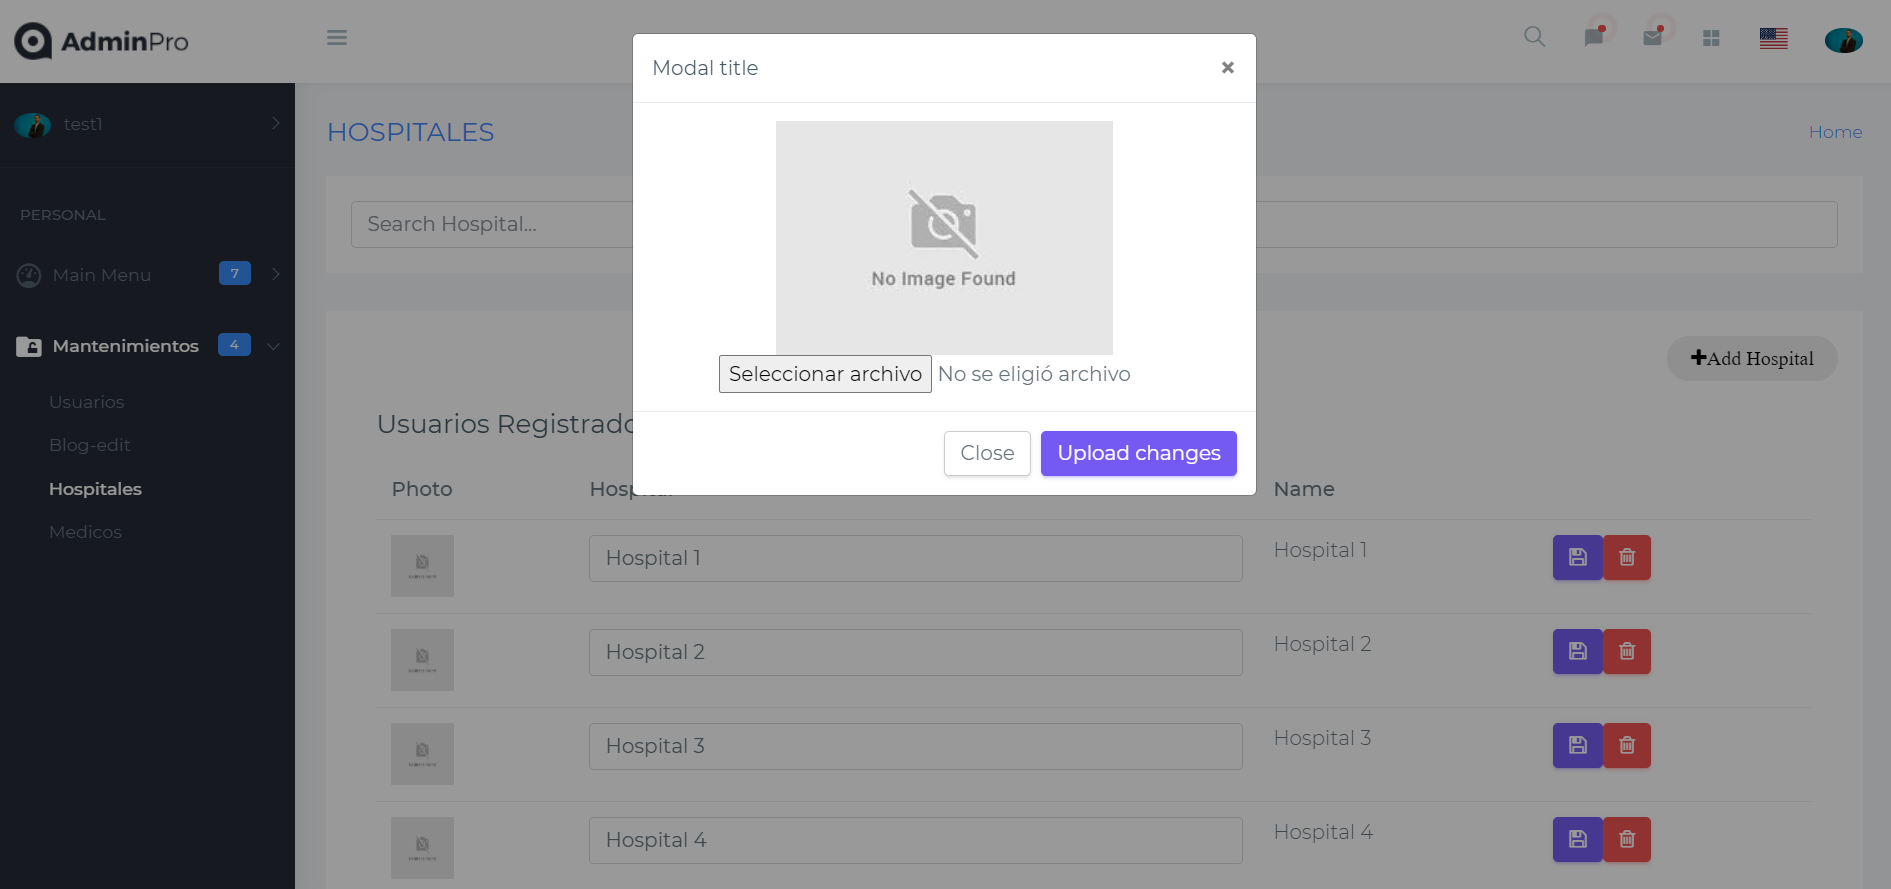 AdminPro
Modal title
×
test1
HOSPITALES
Home
PERSONAL
Search Hospital...
Main Menu
7
No Image Found
Mantenimientos
4
Add Hospital
Seleccionar archivo No se eligió archivo
Usuarios
Usuarios Registrado
Blog-edit
Close
Upload changes
Hospitales
Photo
Name
Medicos
Hospital 1
Hospital 1
Hospital 2
Hospital 2
Hospital 3
Hospital 3
Hospital 4
Hospital 4